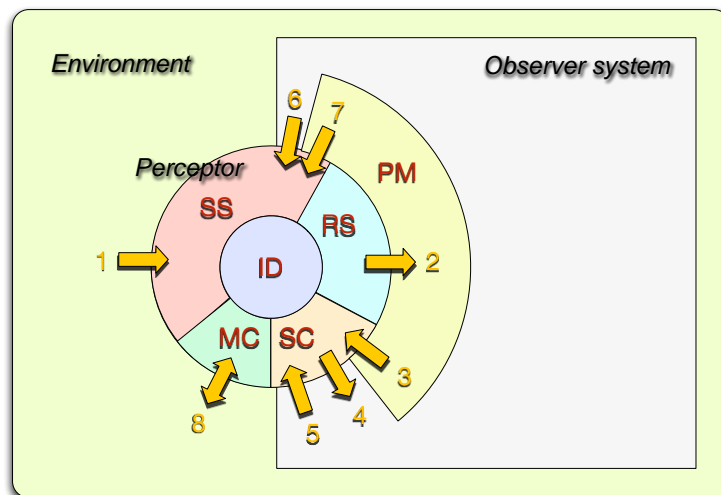 Environment
Observer system
6
7
Perceptor
PM
SS
RS
1
ID
2
MC
SC
3
8
5
4